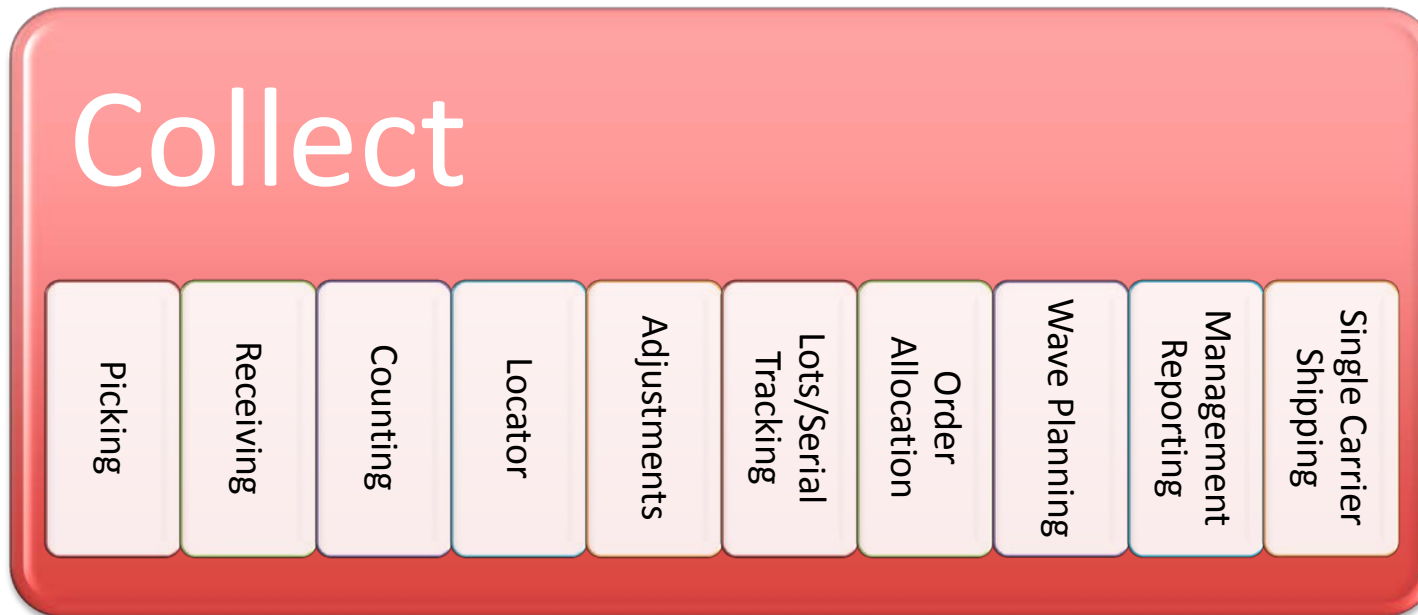 Collect
Picking
Receiving
Counting
Locator
Adjustments
Lots/Serial
Tracking
Order
Allocation
Wave Planning
Management
Reporting
Single Carrier
Shipping